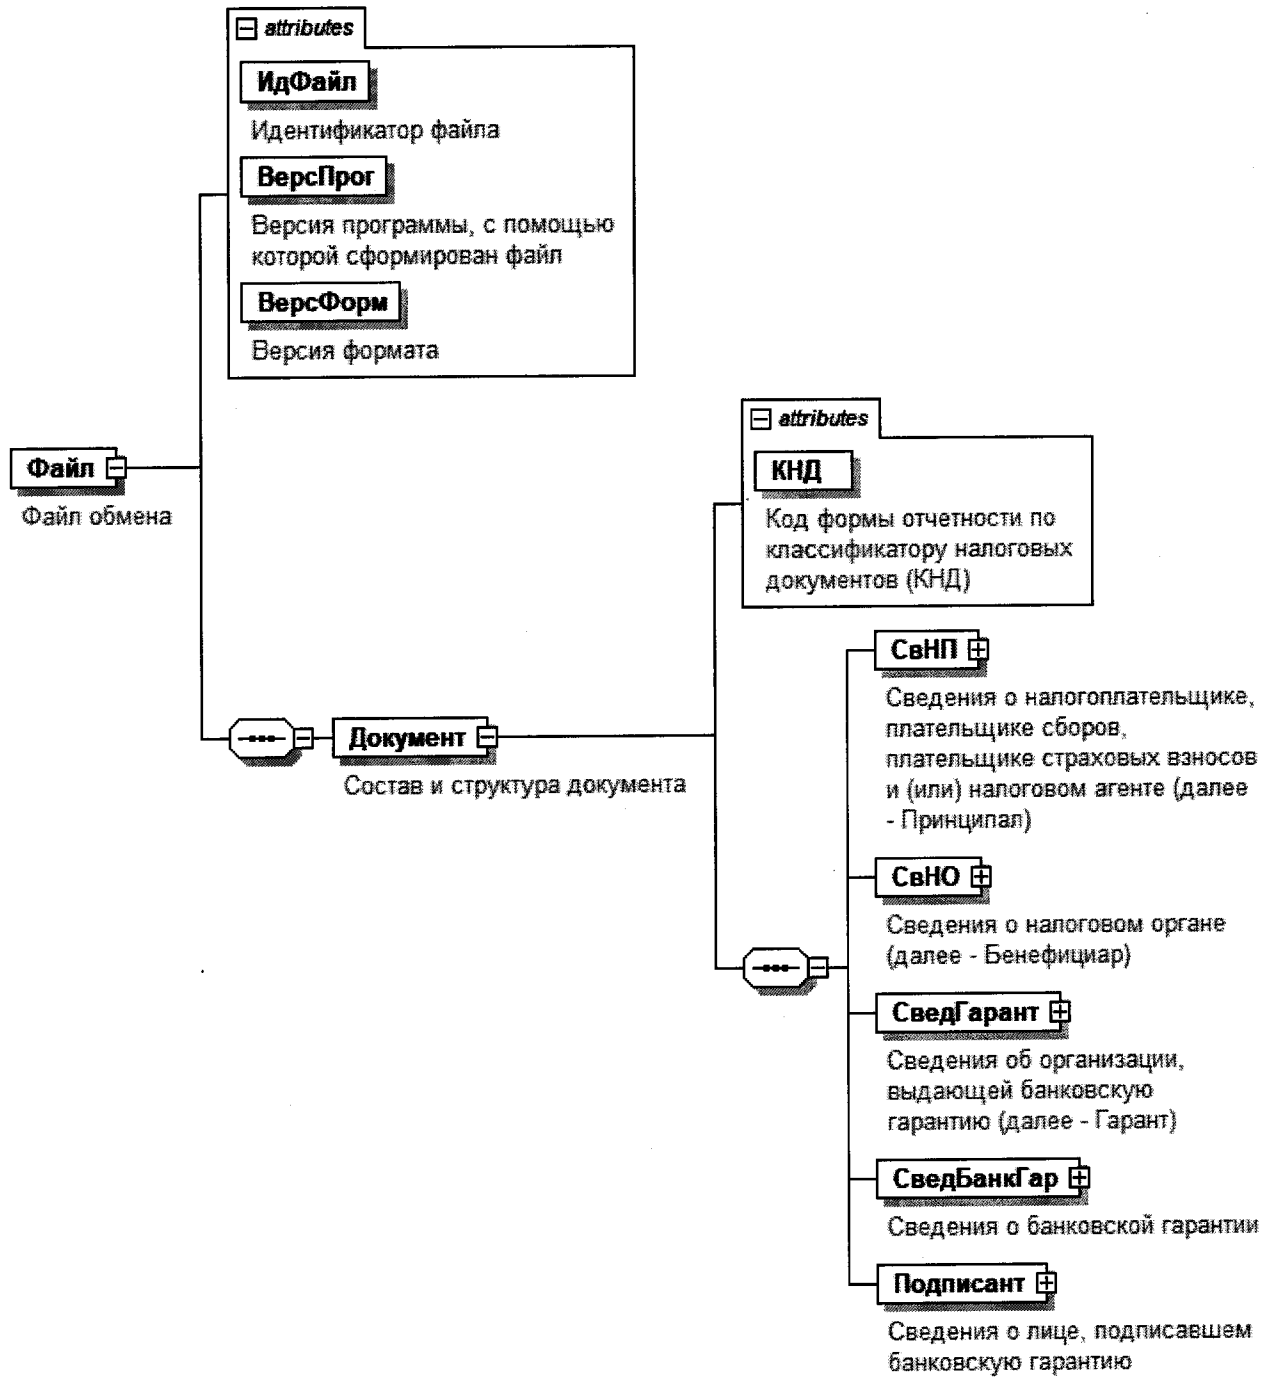 attributes
ИдФайл
Идентификатор файла
ВерсПрог
Версия программы, с помощью
которой сформирован файл
ВерсФорм
Версия формата
Файл
Файл обмена
attributes
КНД
Код формы отчетности по
классификатору налоговых
документов (КНД)
Документ
Состав и структура документа
СвНП
Сведения о налогоплательщике,
плательщике сборов,
плательщике страховых взносов
и (или) налоговом агенте (далее
- Принципал)
СвНО
Сведения о налоговом органе
(далее - Бенефициар)
СведГарант
Сведения об организации,
выдающей банковскую
гарантию (далее - Гарант)
СведБанкГар
Сведения о банковской гарантии
Подписант
Сведения о лице, подписавшем
банковскую гарантию